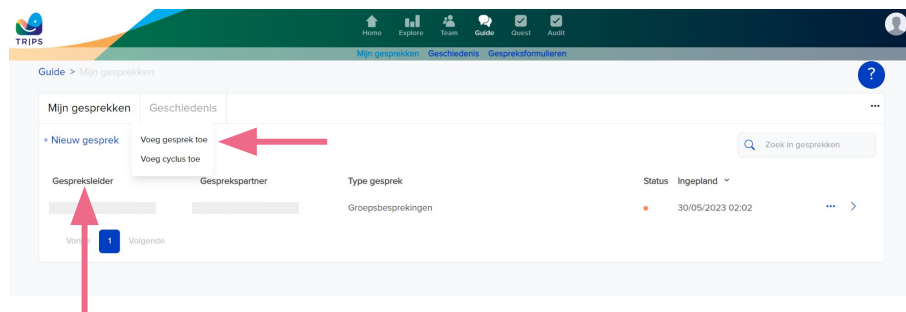 TRIPS
Home Explore Team Guide Quest Audit
Mijn gesprekken Geschiedenis Gespreksformulieren
Guide > Mijn gesprekken
?
Mijn gesprekken Geschiedenis
+ Nieuw gesprek
Voeg gesprek toe
Voeg cyclus toe
Zoek in gesprekken
Gespreksleider Gesprekspartner Type gesprek Status Ingepland
Groepsbesprekingen 30/05/2023 02:02
1 Volgende